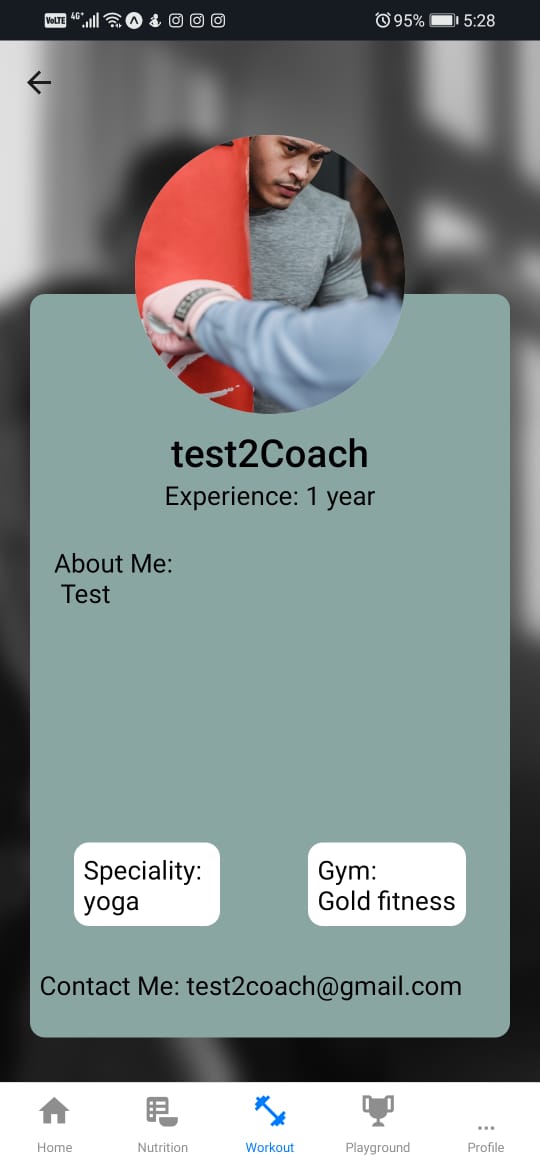 VoLTE 4G+ 95% 5:28
test2Coach
Experience: 1 year
About Me:
Test
Speciality:
yoga
Gym:
Gold fitness
Contact Me: test2coach@gmail.com
Home Nutrition Workout Playground Profile